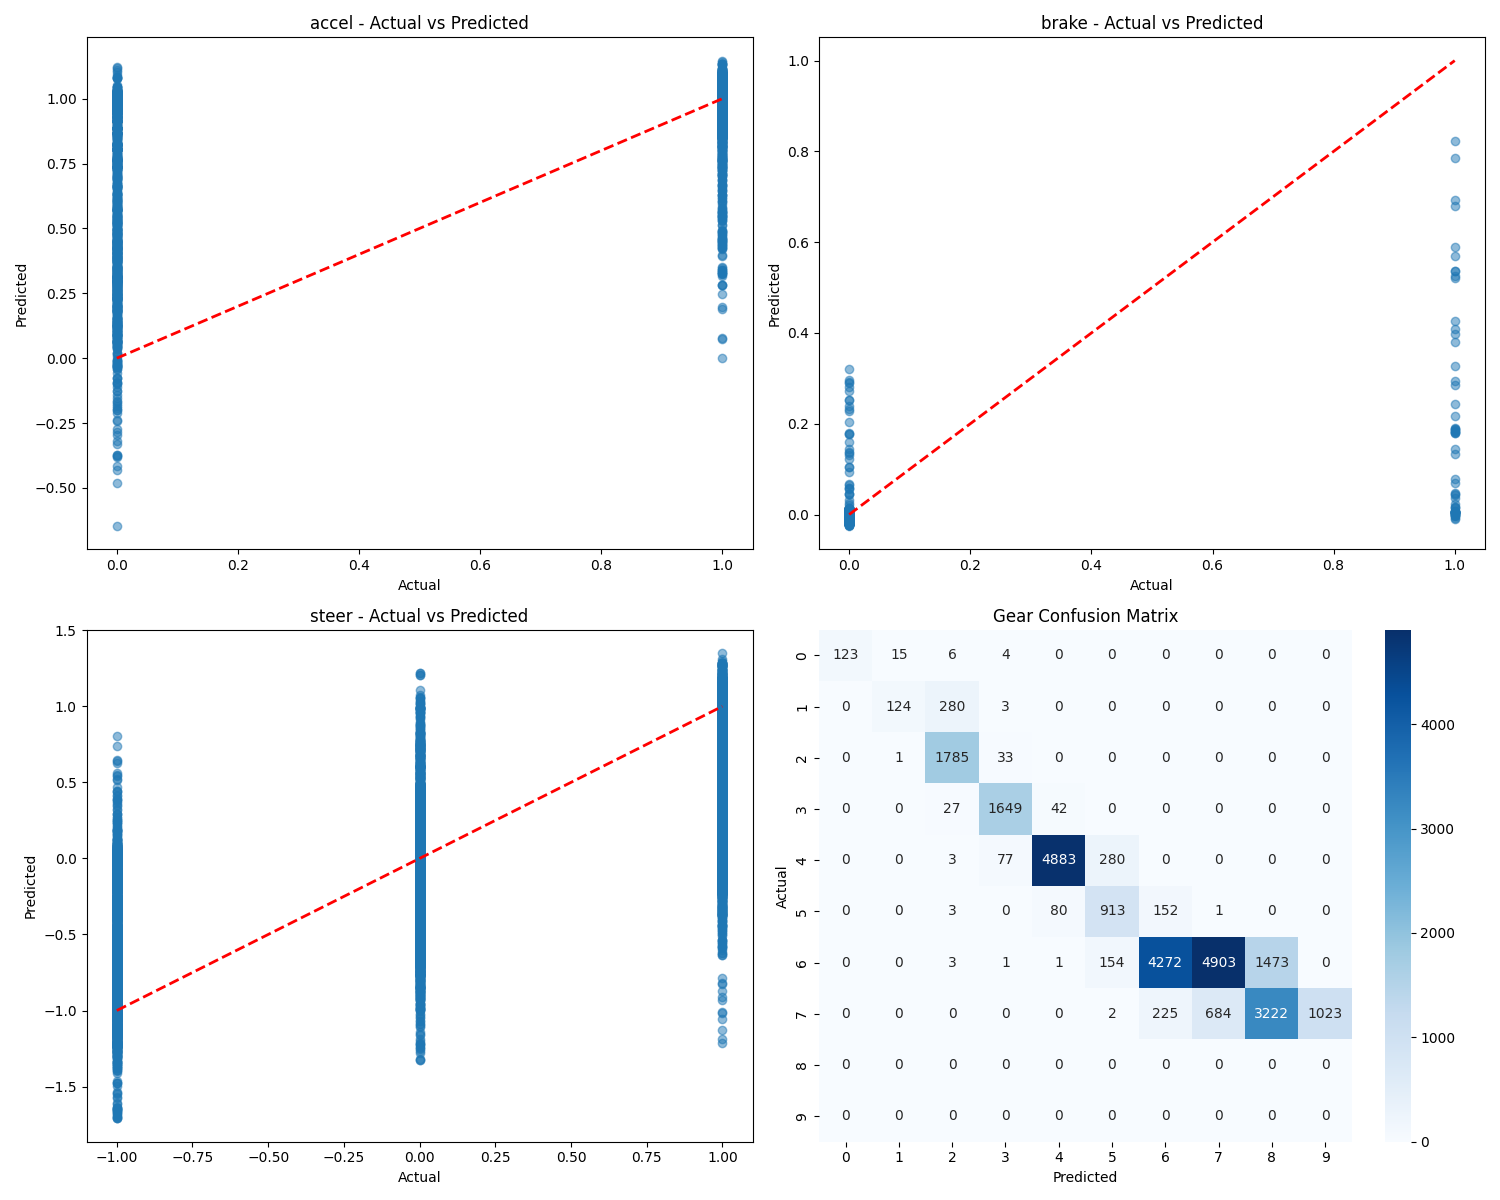 accel - Actual vs Predicted
1.00
0.75
0.50
0.25
0.00
−0.25
−0.50
Predicted
0.0 0.2 0.4 0.6 0.8 1.0
Actual
brake - Actual vs Predicted
1.0
0.8
0.6
0.4
0.2
0.0
Predicted
0.0 0.2 0.4 0.6 0.8 1.0
Actual
steer - Actual vs Predicted
1.5
1.0
0.5
0.0
−0.5
−1.0
−1.5
Predicted
−1.00 −0.75 −0.50 −0.25 0.00 0.25 0.50 0.75 1.00
Actual
Gear Confusion Matrix
0 123 15 6 4 0 0 0 0 0 0
1 0 124 280 3 0 0 0 0 0 0
2 0 1 1785 33 0 0 0 0 0 0
3 0 0 27 1649 42 0 0 0 0 0
4 0 0 3 77 4883 280 0 0 0 0
5 0 0 3 0 80 913 152 1 0 0
6 0 0 3 1 1 154 4272 4903 1473 0
7 0 0 0 0 0 2 225 684 3222 1023
8 0 0 0 0 0 0 0 0 0 0
9 0 0 0 0 0 0 0 0 0 0
Actual
0 1 2 3 4 5 6 7 8 9
Predicted
4000
3000
2000
1000
0